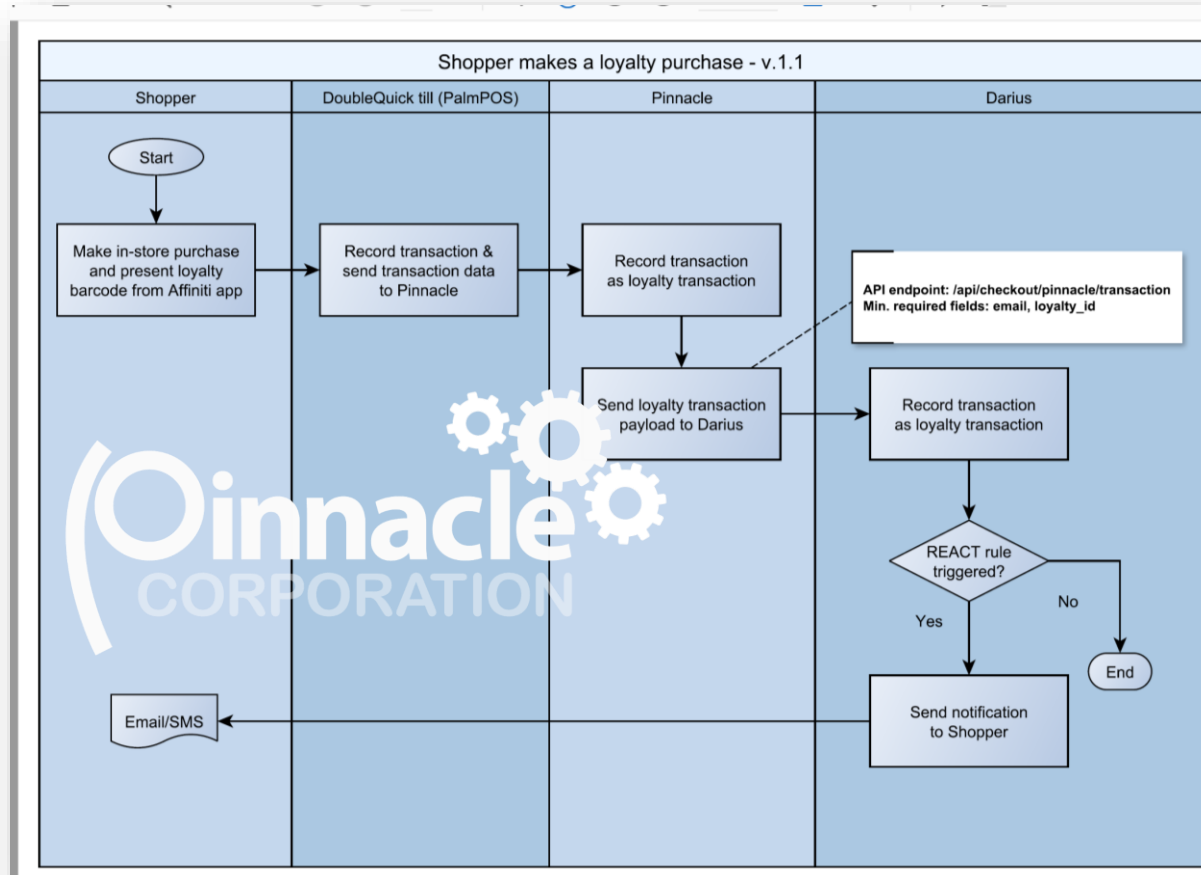 Shopper makes a loyalty purchase - v.1.1
Shopper
DoubleQuick till (PalmPOS)
Pinnacle
Darius
Start
Make in-store purchase
and present loyalty
barcode from Affiniti app
Record transaction &
send transaction data
to Pinnacle
Record transaction
as loyalty transaction
API endpoint: /api/checkout/pinnacle/transaction
Min. required fields: email, loyalty_id
Send loyalty transaction
payload to Darius
Record transaction
as loyalty transaction
Pinnacle
CORPORATION
REACT rule
triggered?
No
Yes
End
Email/SMS
Send notification
to Shopper